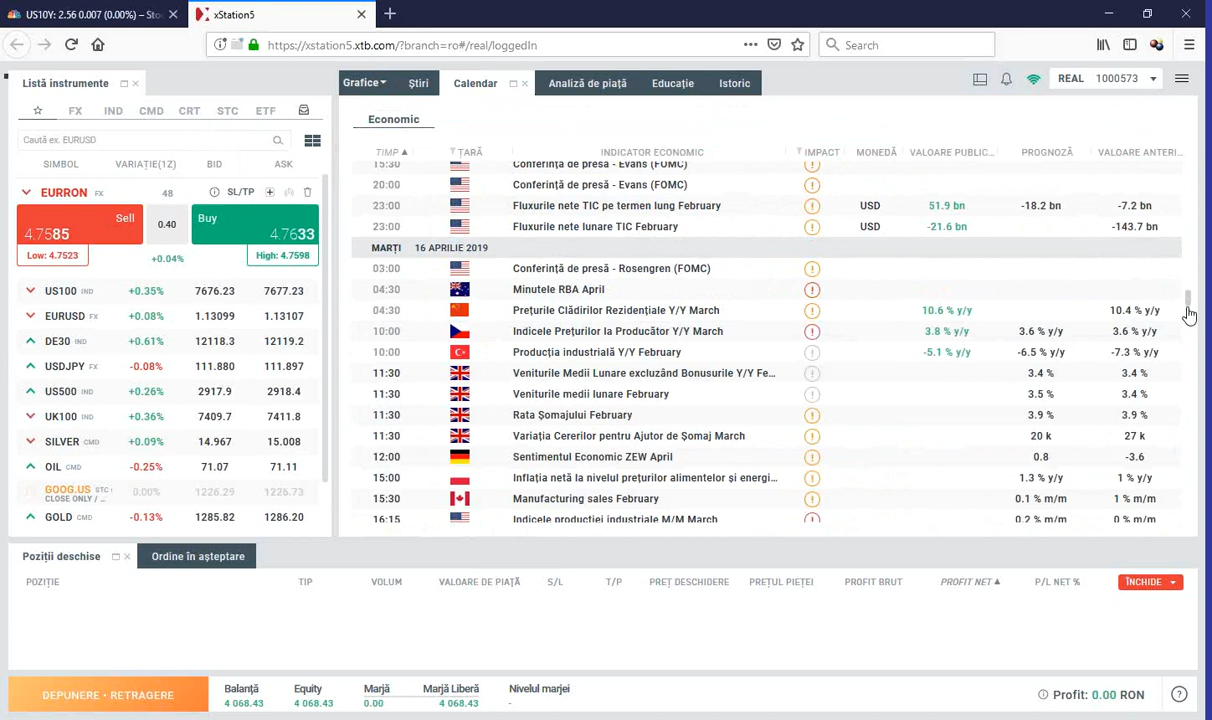 US10Y: 2.56 0.007 (0.00%) — Sto
xStation5
https://xstation5.xtb.com/?branch=ro#/real/loggedIn
Search
Listă instrumente
Grafice
Știri
Calendar
Analiză de piață
Educație
Istoric
REAL 1000573
FX IND CMD CRT STC ETF
Caută ex. EURUSD
SIMBOL VARIAȚIE(1Z) BID ASK
EURRON FX 48 SL/TP
Sell 4.7585
0.40
Buy 4.7633
Low: 4.7523
+0.04%
High: 4.7598
US100 IND +0.35% 7676.23 7677.23
EURUSD FX +0.08% 1.13099 1.13107
DE30 IND +0.61% 12118.3 12119.2
USDJPY FX -0.08% 111.880 111.897
US500 IND +0.26% 2917.9 2918.4
UK100 IND +0.36% 7409.7 7411.8
SILVER CMD +0.09% 14.967 15.008
OIL CMD -0.25% 71.07 71.11
GOOG.US STC 0.00% 1226.29 1226.73
CLOSE ONLY / ...
GOLD CMD -0.13% 1285.82 1286.20
Economic
TIMP ▲ ȚARĂ INDICATOR ECONOMIC IMPACT MONEDĂ VALOARE PUBLIC... PROGNOZĂ VALOARE ANTERI...
15:30 Conferință de presă - Evans (FOMC)
20:00 Conferință de presă - Evans (FOMC)
23:00 Fluxurile nete TIC pe termen lung February USD 51.9 bn -18.2 bn -7.2 bn
23:00 Fluxurile nete lunare TIC February USD -21.6 bn -143.7 bn
MARȚI 16 APRILIE 2019
03:00 Conferință de presă - Rosengren (FOMC)
04:30 Minutele RBA April
04:30 Prețurile Clădirilor Rezidențiale Y/Y March 10.6 % y/y 10.4 % y/y
10:00 Indicele Prețurilor la Producător Y/Y March 3.8 % y/y 3.6 % y/y 3.6 % y/y
10:00 Producția industrială Y/Y February -5.1 % y/y -6.5 % y/y -7.3 % y/y
11:30 Veniturile Medii Lunare excluzând Bonusurile Y/Y Fe... 3.4 % 3.4 %
11:30 Veniturile medii lunare February 3.5 % 3.4 %
11:30 Rata Șomajului February 3.9 % 3.9 %
11:30 Variația Cererilor pentru Ajutor de Șomaj March 20 k 27 k
12:00 Sentimentul Economic ZEW April 0.8 -3.6
15:00 Inflația netă la nivelul prețurilor alimentelor și energi... 1.3 % y/y 1 % y/y
15:30 Manufacturing sales February 0.1 % m/m 1 % m/m
16:15 Indicele producției industriale M/M March 0.2 % m/m 0 % m/m
Poziții deschise
Ordine în așteptare
POZIȚIE TIP VOLUM VALOARE DE PIAȚĂ S/L T/P PREȚ DESCHIDERE PREȚUL PIEȚEI PROFIT BRUT PROFIT NET ▲ P/L NET % ÎNCHIDE
DEPUNERE • RETRAGERE
Balanță Equity Marjă Marjă Liberă Nivelul marjei
4 068.43 4 068.43 0.00 4 068.43 -
Profit: 0.00 RON